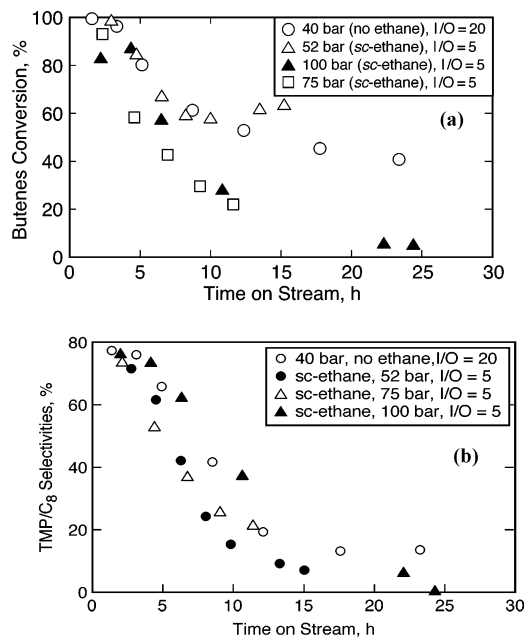 100
80
60
40
20
0
Butenes Conversion, %
40 bar (no ethane), I/O = 20
52 bar (sc-ethane), I/O = 5
100 bar (sc-ethane), I/O = 5
75 bar (sc-ethane), I/O = 5
(a)
0 5 10 15 20 25 30
Time on Stream, h
80
60
40
20
0
TMP/C8 Selectivities, %
40 bar, no ethane,I/O = 20
sc-ethane, 52 bar, I/O = 5
sc-ethane, 75 bar, I/O = 5
sc-ethane, 100 bar, I/O = 5
(b)
0 5 10 15 20 25 30
Time on Stream, h